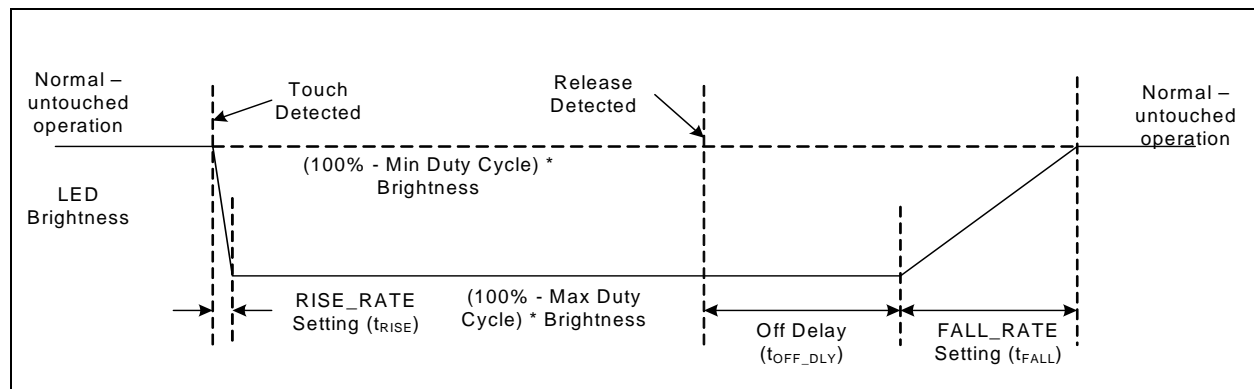 Normal –
untouched
operation
Touch
Detected
Release
Detected
Normal –
untouched
operation
(100% - Min Duty Cycle) *
Brightness
LED
Brightness
RISE_RATE
Setting (tRISE)
(100% - Max Duty
Cycle) * Brightness
Off Delay
(tOFF_DLY)
FALL_RATE
Setting (tFALL)